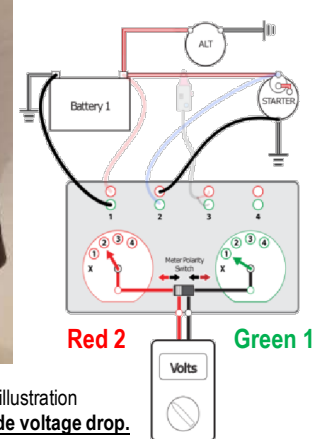 ALT
Battery 1
STARTER
1 2 3 4
1 2 3 4
X
Meter Polarity
Switch
1 2 3 4
X
Red 2
Green 1
Volts
illustration
de voltage drop.